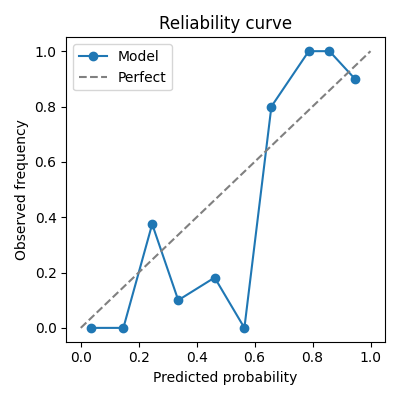 Reliability curve
Model
Perfect
Observed frequency
1.0
0.8
0.6
0.4
0.2
0.0
0.0 0.2 0.4 0.6 0.8 1.0
Predicted probability